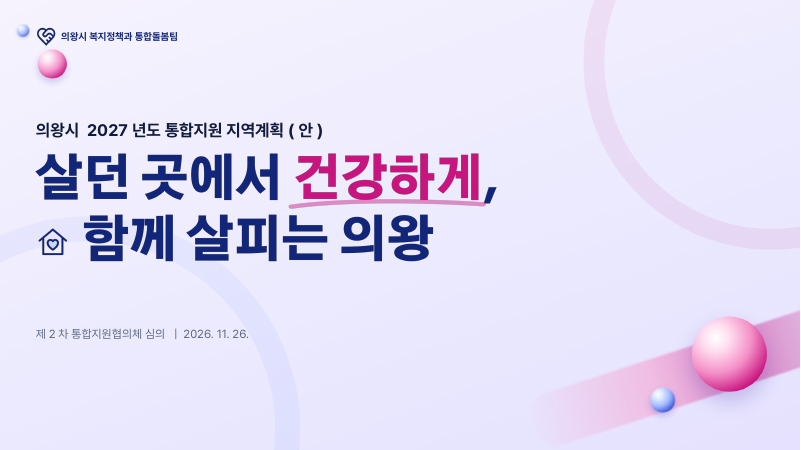 의왕시 복지정책과 통합돌봄팀
의왕시 2027 년도 통합지원 지역계획 ( 안 )
살던 곳에서 건강하게,
함께 살피는 의왕
제 2 차 통합지원협의체 심의 | 2026. 11. 26.